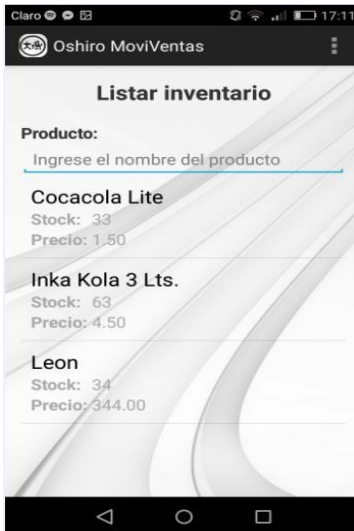 Claro 17:11
Oshiro MoviVentas
Listar inventario
Producto:
Ingrese el nombre del producto
Cocacola Lite
Stock: 33
Precio: 1.50
Inka Kola 3 Lts.
Stock: 63
Precio: 4.50
Leon
Stock: 34
Precio: 344.00